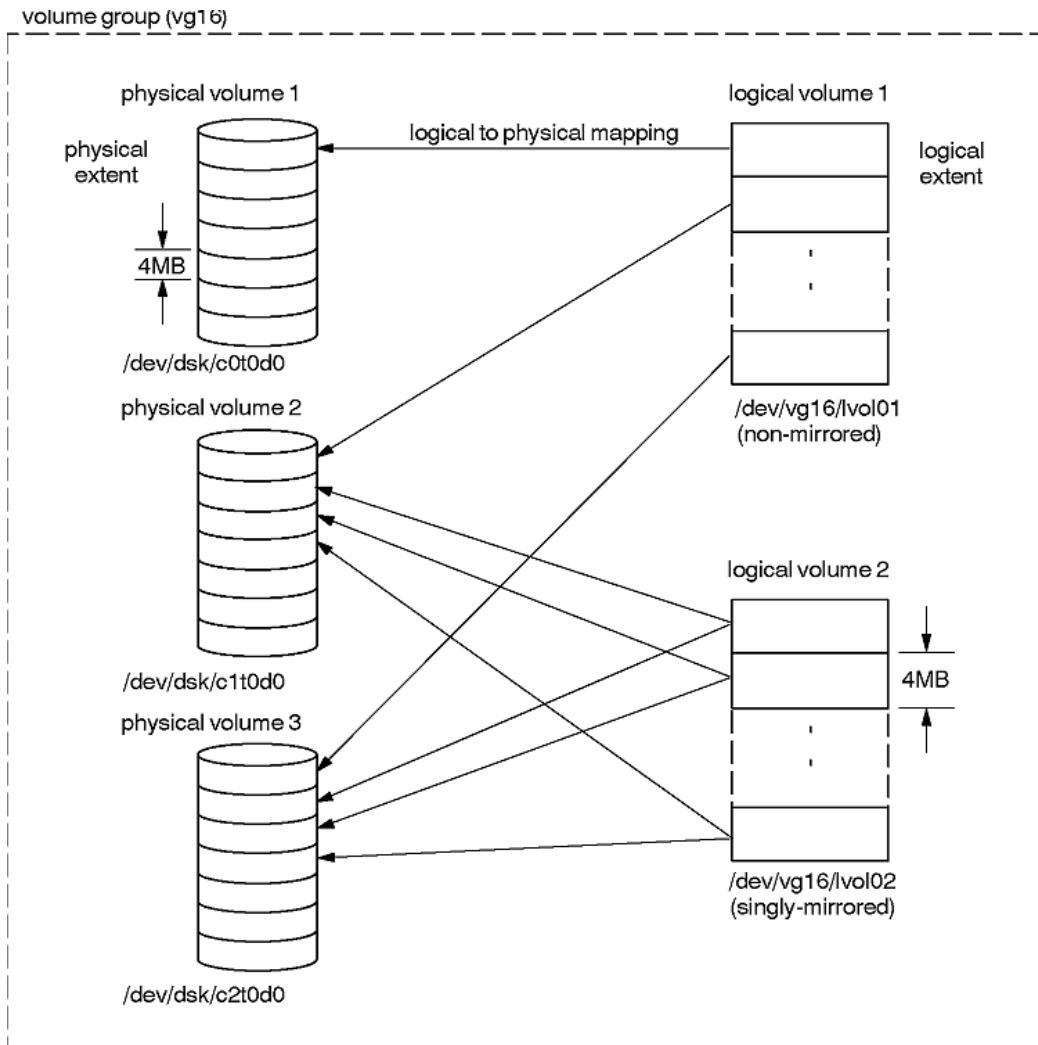 volume group (vg16)
physical volume 1
logical volume 1
logical to physical mapping
physical
extent
logical
extent
4MB
/dev/dsk/c0t0d0
physical volume 2
/dev/vg16/lvol01
(non-mirrored)
logical volume 2
4MB
/dev/dsk/c1t0d0
physical volume 3
/dev/vg16/lvol02
(singly-mirrored)
/dev/dsk/c2t0d0